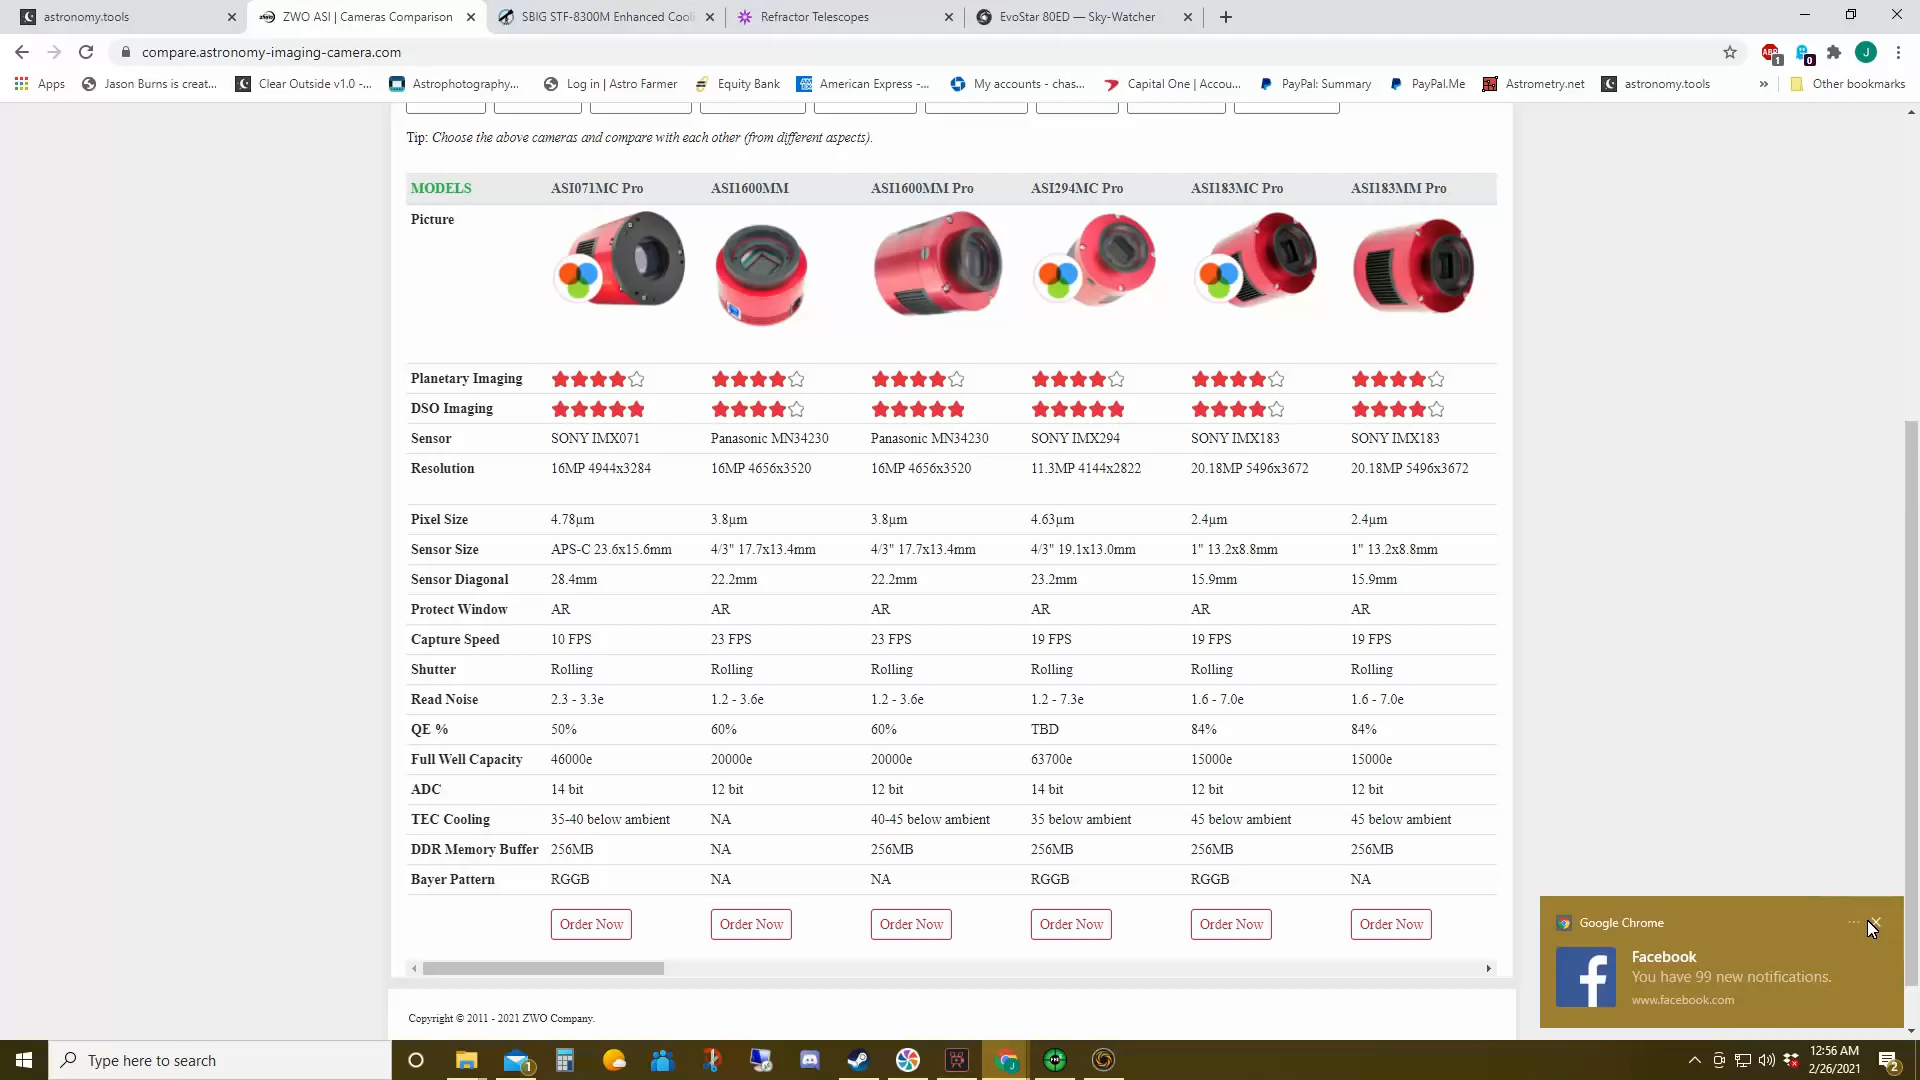 astronomy.tools
ZWO ASI | Cameras Comparison
SBIG STF-8300M Enhanced Cooli
Refractor Telescopes
EvoStar 80ED — Sky-Watcher
compare.astronomy-imaging-camera.com
ABP
1
0
J
Apps
Jason Burns is creat...
Clear Outside v1.0 -...
Astrophotography...
Log in | Astro Farmer
Equity Bank
American Express -...
My accounts - chas...
Capital One | Accou...
PayPal: Summary
PayPal.Me
Astrometry.net
astronomy.tools
»
Other bookmarks
Tip: Choose the above cameras and compare with each other (from different aspects).
MODELS ASI071MC Pro ASI1600MM ASI1600MM Pro ASI294MC Pro ASI183MC Pro ASI183MM Pro
Picture
Planetary Imaging
DSO Imaging
Sensor SONY IMX071 Panasonic MN34230 Panasonic MN34230 SONY IMX294 SONY IMX183 SONY IMX183
Resolution 16MP 4944x3284 16MP 4656x3520 16MP 4656x3520 11.3MP 4144x2822 20.18MP 5496x3672 20.18MP 5496x3672
Pixel Size 4.78μm 3.8μm 3.8μm 4.63μm 2.4μm 2.4μm
Sensor Size APS-C 23.6x15.6mm 4/3" 17.7x13.4mm 4/3" 17.7x13.4mm 4/3" 19.1x13.0mm 1" 13.2x8.8mm 1" 13.2x8.8mm
Sensor Diagonal 28.4mm 22.2mm 22.2mm 23.2mm 15.9mm 15.9mm
Protect Window AR AR AR AR AR AR
Capture Speed 10 FPS 23 FPS 23 FPS 19 FPS 19 FPS 19 FPS
Shutter Rolling Rolling Rolling Rolling Rolling Rolling
Read Noise 2.3 - 3.3e 1.2 - 3.6e 1.2 - 3.6e 1.2 - 7.3e 1.6 - 7.0e 1.6 - 7.0e
QE % 50% 60% 60% TBD 84% 84%
Full Well Capacity 46000e 20000e 20000e 63700e 15000e 15000e
ADC 14 bit 12 bit 12 bit 14 bit 12 bit 12 bit
TEC Cooling 35-40 below ambient NA 40-45 below ambient 35 below ambient 45 below ambient 45 below ambient
DDR Memory Buffer 256MB NA 256MB 256MB 256MB 256MB
Bayer Pattern RGGB NA NA RGGB RGGB NA
Order Now Order Now Order Now Order Now Order Now Order Now
Copyright © 2011 - 2021 ZWO Company.
Google Chrome
Facebook
You have 99 new notifications.
www.facebook.com
Type here to search
1
12:56 AM
2/26/2021
2